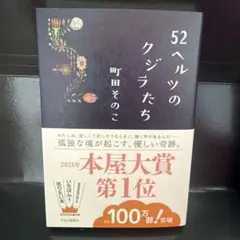 52ヘルツの
クジラたち
町田そのこ
孤独な魂が起こす、優しい奇跡。
2021年
本屋大賞
第1位
100万部!突破